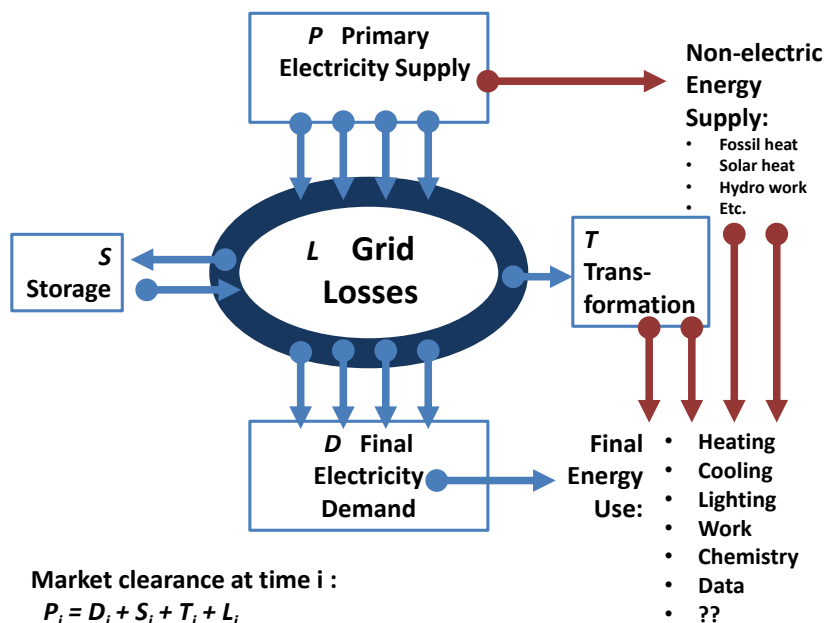 P Primary
Electricity Supply
Non-electric
Energy
Supply:
• Fossil heat
• Solar heat
• Hydro work
• Etc.
S
Storage
L Grid
Losses
T
Trans-
formation
D Final
Electricity
Demand
Final
Energy
Use:
• Heating
• Cooling
• Lighting
• Work
• Chemistry
• Data
• ??
Market clearance at time i :
Pᵢ = Dᵢ + Sᵢ + Tᵢ + Lᵢ